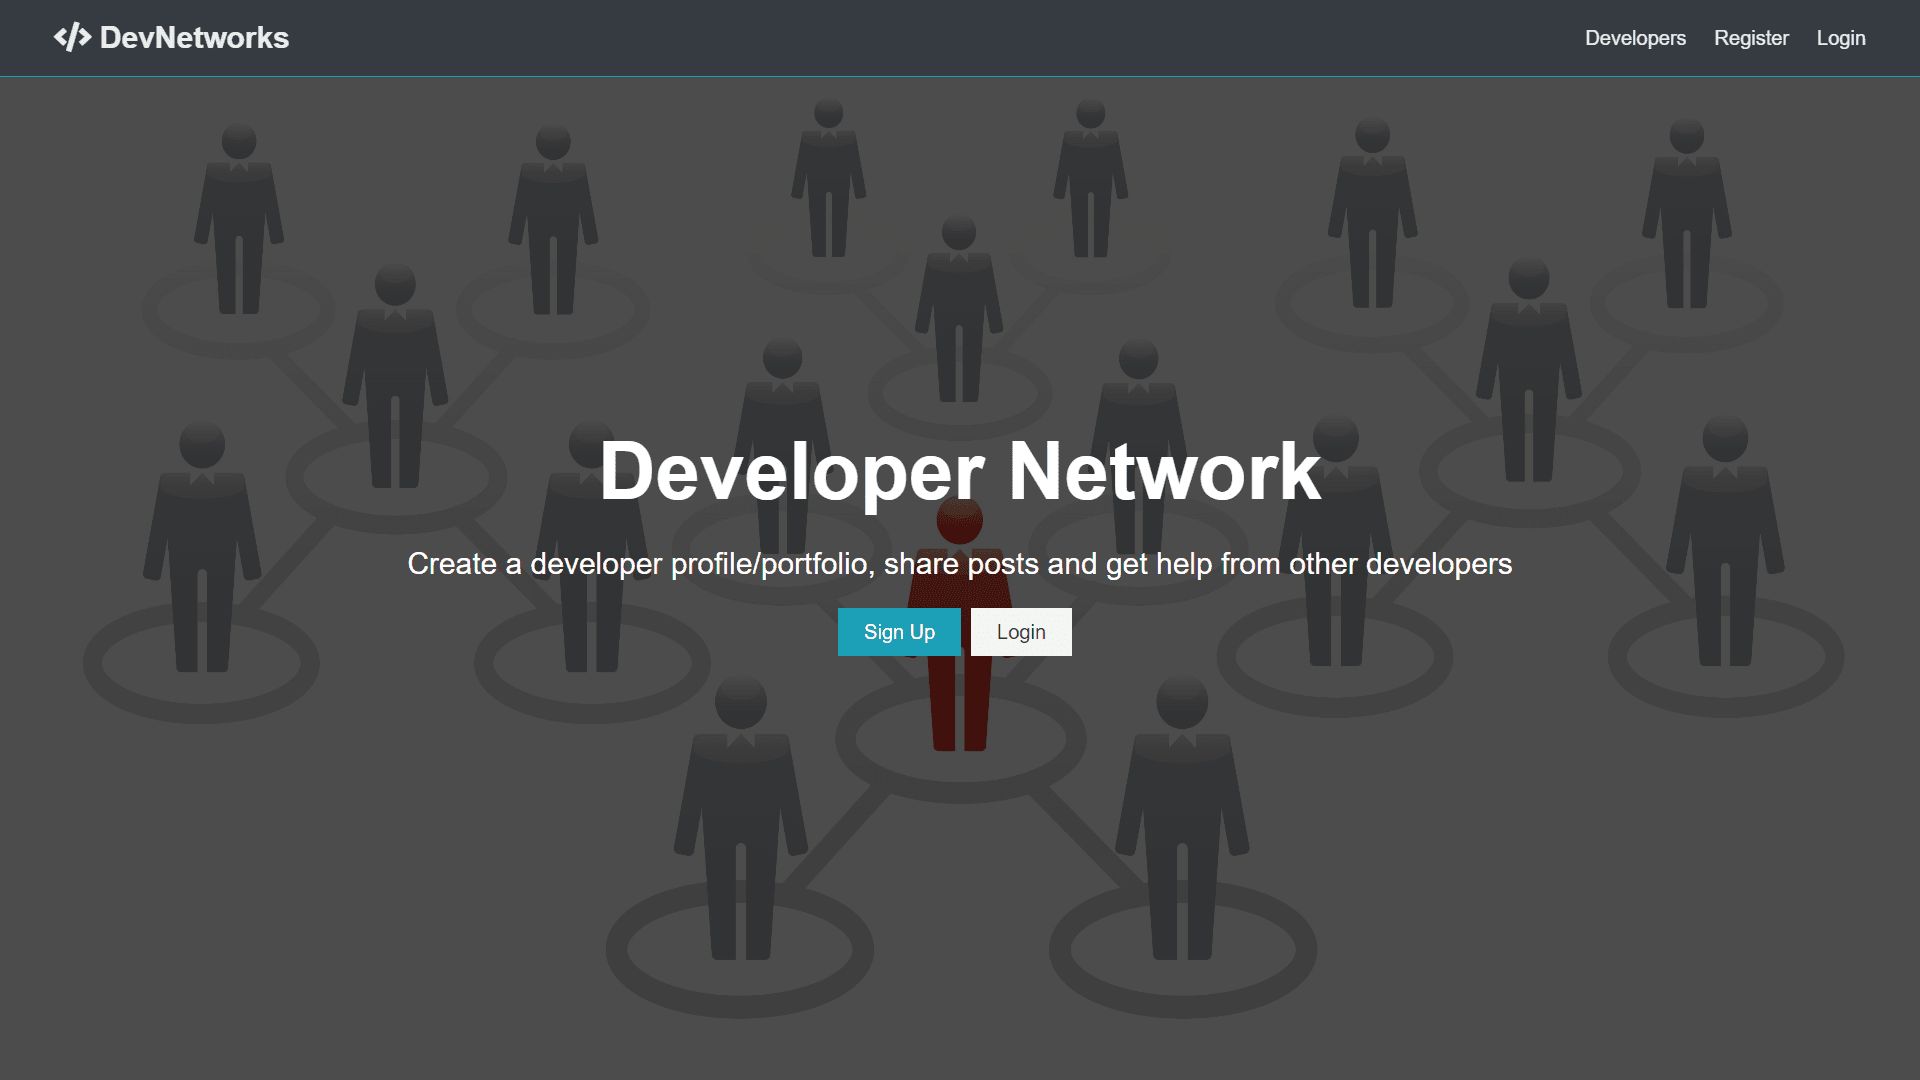 DevNetworks
Developers Register Login
Developer Network
Create a developer profile/portfolio, share posts and get help from other developers
Sign Up Login